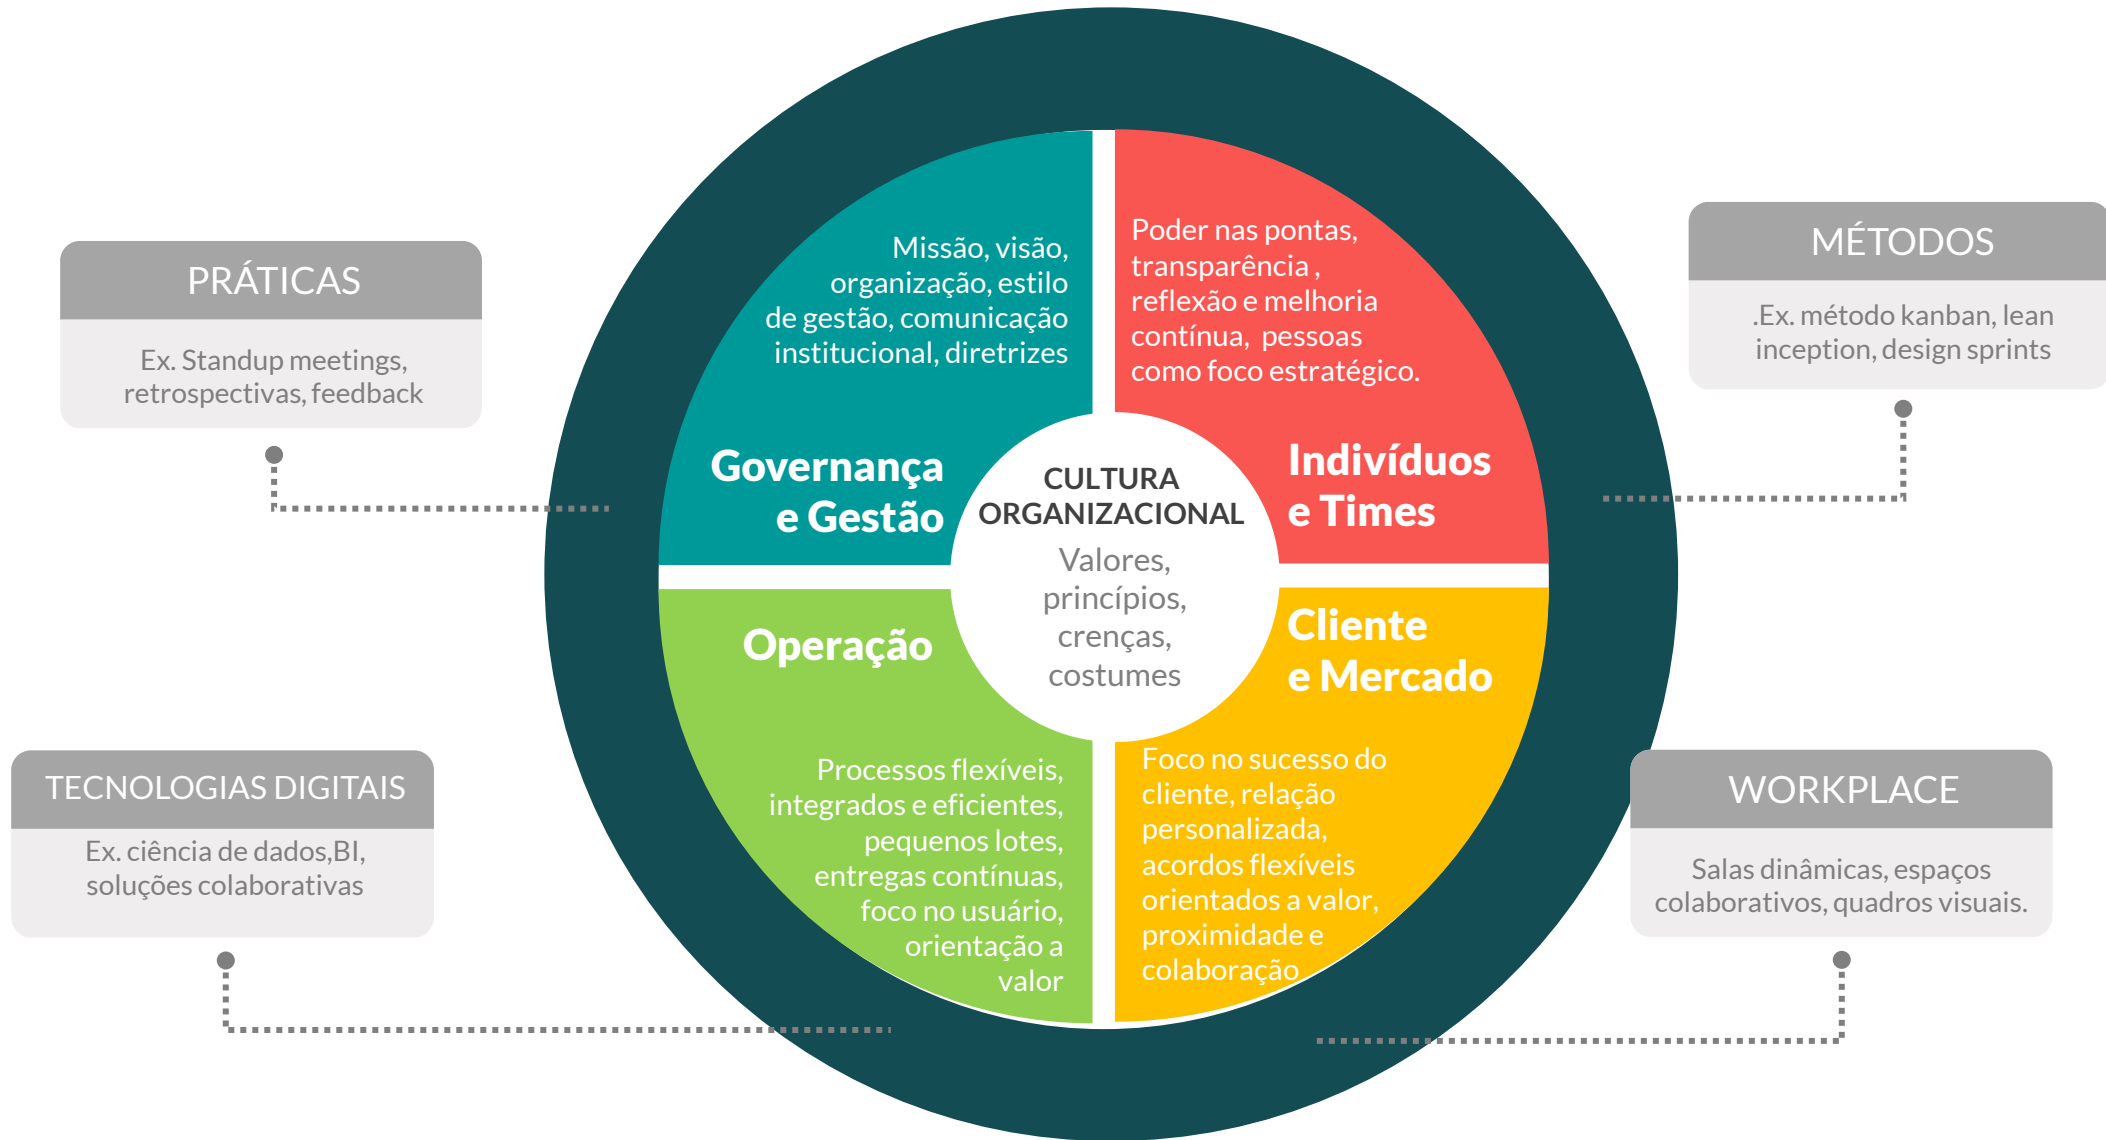 PRÁTICAS
Ex. Standup meetings,
retrospectivas, feedback
Missão, visão,
organização, estilo
de gestão, comunicação
institucional, diretrizes
Governança
e Gestão
Poder nas pontas,
transparência ,
reflexão e melhoria
contínua,  pessoas
como foco estratégico.
Indivíduos
e Times
MÉTODOS
.Ex. método kanban, lean
inception, design sprints
CULTURA
ORGANIZACIONAL
Valores,
princípios,
crenças,
costumes
Operação
Processos flexíveis,
integrados e eficientes,
pequenos lotes,
entregas contínuas,
foco no usuário,
orientação a
valor
Cliente
e Mercado
Foco no sucesso do
cliente, relação
personalizada,
acordos flexíveis
orientados a valor,
proximidade e
colaboração
TECNOLOGIAS DIGITAIS
Ex. ciência de dados,BI,
soluções colaborativas
WORKPLACE
Salas dinâmicas, espaços
colaborativos, quadros visuais.